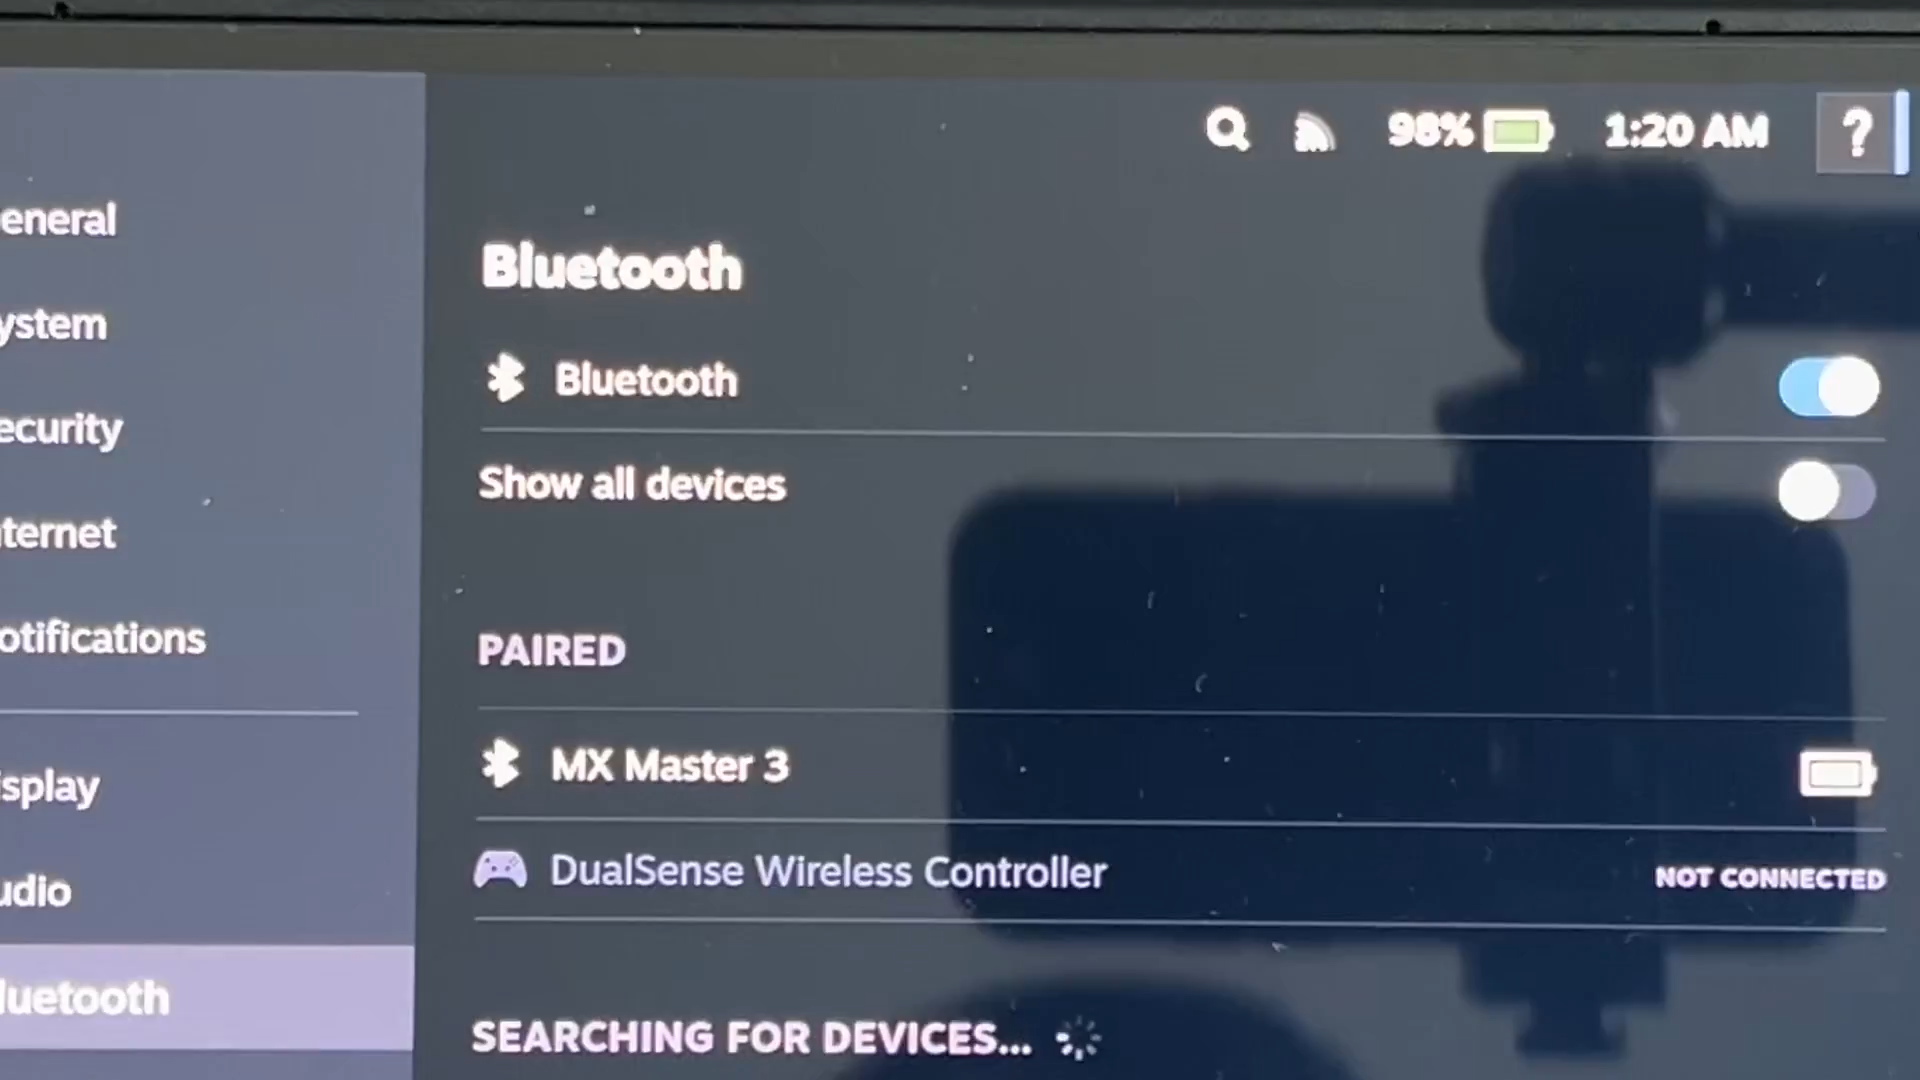 98%
1:20 AM
?
eneral
ystem
ecurity
nternet
otifications
isplay
udio
luetooth
Bluetooth
Bluetooth
Show all devices
PAIRED
MX Master 3
DualSense Wireless Controller
NOT CONNECTED
SEARCHING FOR DEVICES...